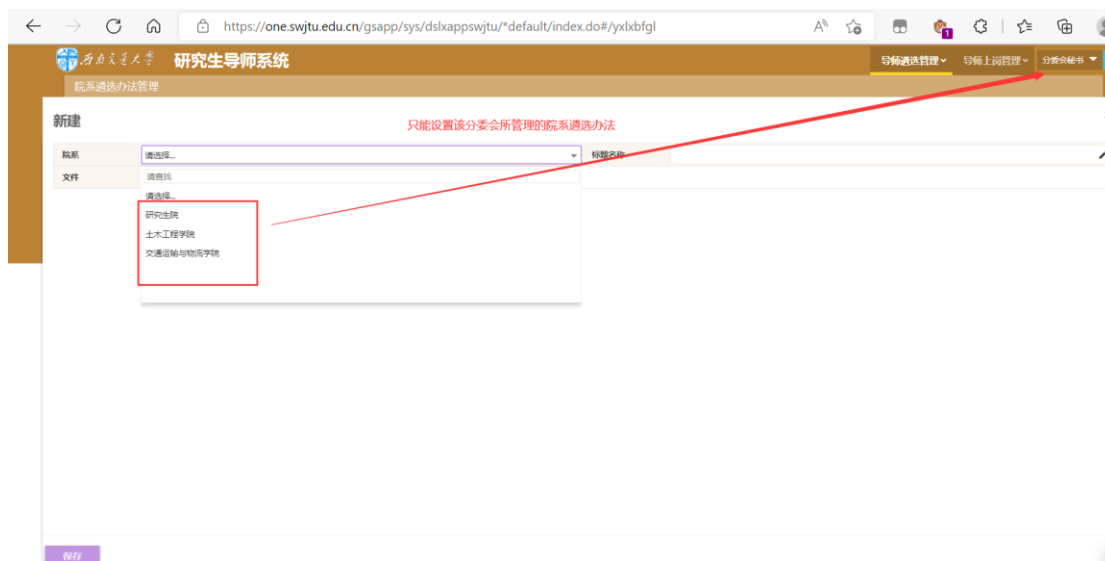 https://one.swjtu.edu.cn/gsapp/sys/dslxappswjtu/*default/index.do#/yxlxbfgl
1
西南交通大学 研究生导师系统 导师遴选管理 导师上岗管理 分委会秘书
院系遴选办法管理
新建
只能设置该分委会所管理的院系遴选办法
院系 请选择... 标题名称
文件 请查找
请选择...
研究生院
土木工程学院
交通运输与物流学院
保存